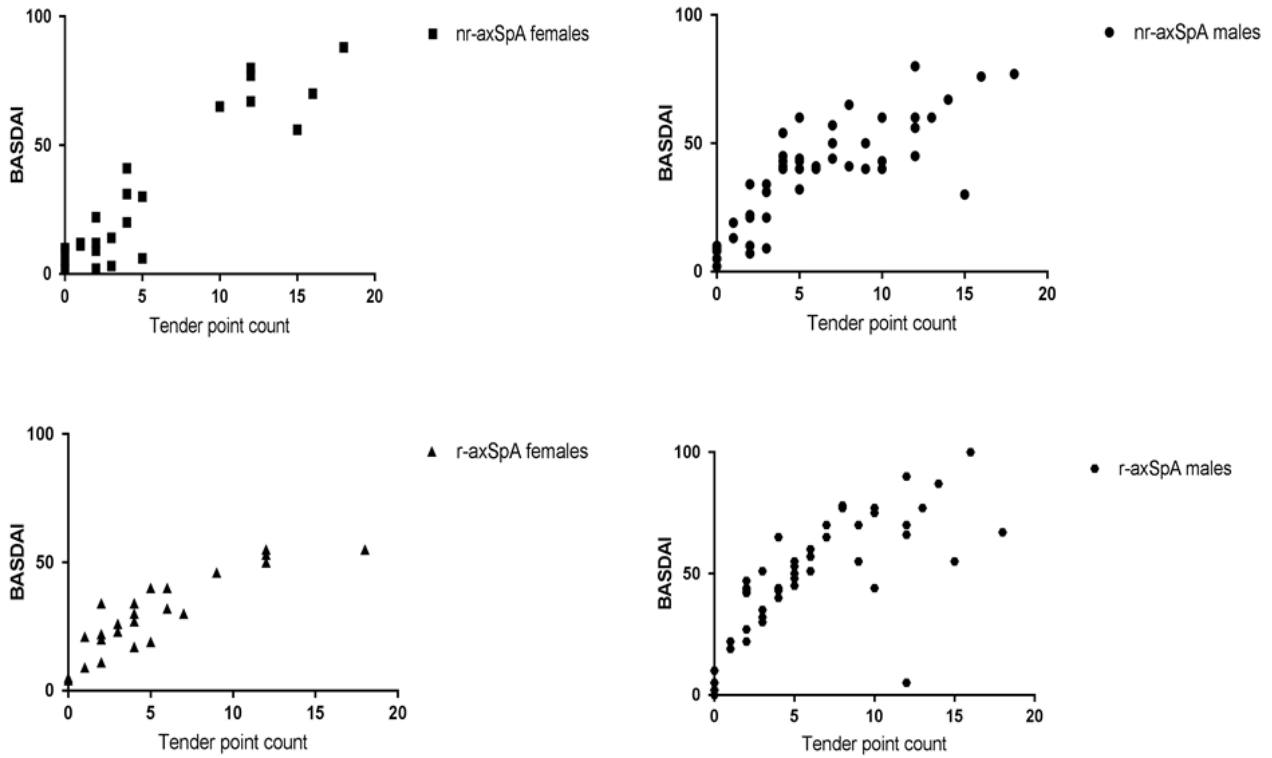 100
nr-axSpA females
BASDAI
50
0
0 5 10 15 20
Tender point count
100
nr-axSpA males
BASDAI
50
0
0 5 10 15 20
Tender point count
100
r-axSpA females
BASDAI
50
0
0 5 10 15 20
Tender point count
100
r-axSpA males
BASDAI
50
0
0 5 10 15 20
Tender point count